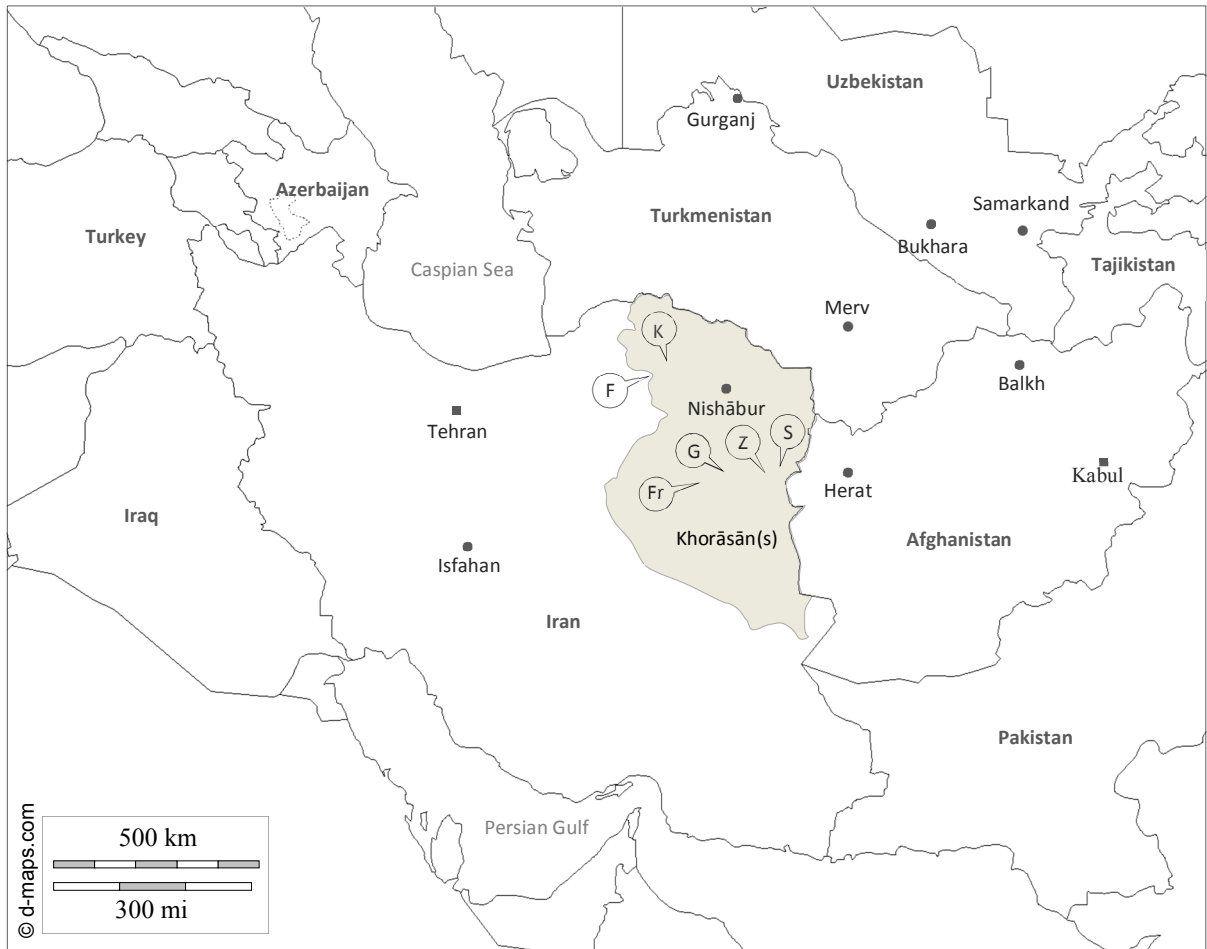 Uzbekistan
Gurganj
Azerbaijan
Samarkand
Turkmenistan
Turkey
Bukhara
Caspian Sea
Tajikistan
Merv
K
Balkh
F
Nishābur
Tehran
S
Z
G
Kabul
Herat
Fr
Iraq
Khorāsān(s)
Afghanistan
Isfahan
Iran
Pakistan
Persian Gulf
500 km
300 mi
© d-maps.com